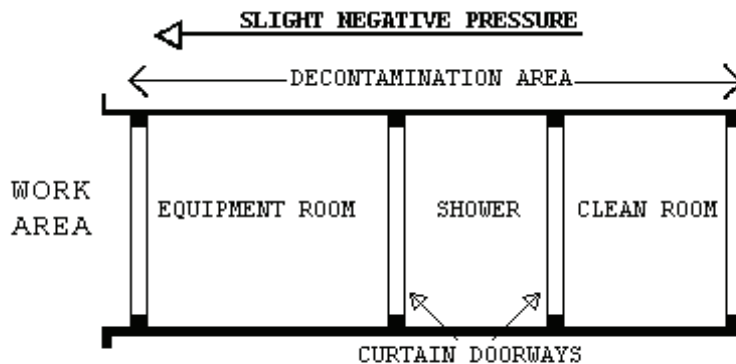 SLIGHT NEGATIVE PRESSURE
DECONTAMINATION AREA
WORK
AREA
EQUIPMENT ROOM
SHOWER
CLEAN ROOM
CURTAIN DOORWAYS